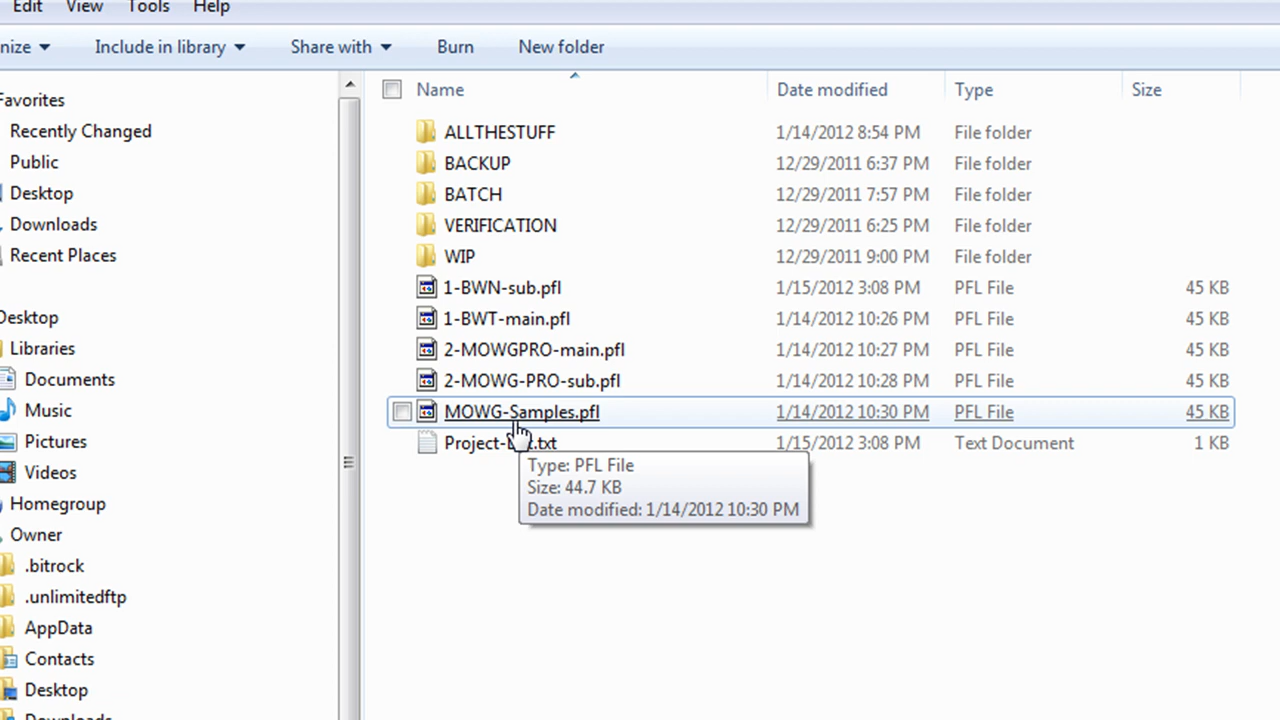 Edit View Tools Help
nize Include in library Share with Burn New folder
Name Date modified Type Size
Favorites
Recently Changed
Public
Desktop
Downloads
Recent Places
Desktop
Libraries
Documents
Music
Pictures
Videos
Homegroup
Owner
.bitrock
.unlimitedftp
AppData
Contacts
Desktop
Downloads
ALLTHESTUFF 1/14/2012 8:54 PM File folder
BACKUP 12/29/2011 6:37 PM File folder
BATCH 12/29/2011 7:57 PM File folder
VERIFICATION 12/29/2011 6:25 PM File folder
WIP 12/29/2011 9:00 PM File folder
1-BWN-sub.pfl 1/15/2012 3:08 PM PFL File 45 KB
1-BWT-main.pfl 1/14/2012 10:26 PM PFL File 45 KB
2-MOWGPRO-main.pfl 1/14/2012 10:27 PM PFL File 45 KB
2-MOWG-PRO-sub.pfl 1/14/2012 10:28 PM PFL File 45 KB
MOWG-Samples.pfl 1/14/2012 10:30 PM PFL File 45 KB
1/15/2012 3:08 PM Text Document 1 KB
Type: PFL File
Size: 44.7 KB
Date modified: 1/14/2012 10:30 PM